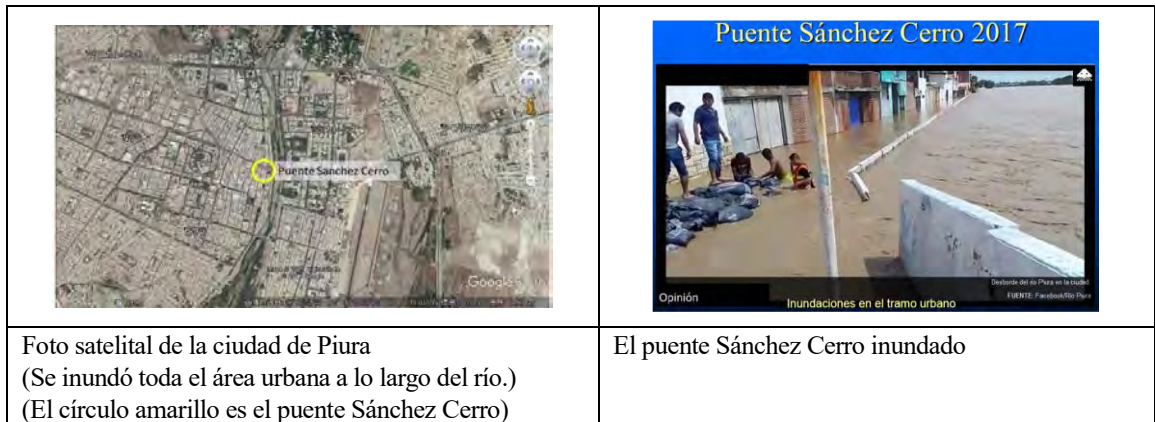 Puente Sanchez Cerro
Google
Puente Sánchez Cerro 2017
Desborde del río Piura en la ciudad
FUENTE: Facebook/Río Piura
Opinión
Inundaciones en el tramo urbano
Foto satelital de la ciudad de Piura
(Se inundó toda el área urbana a lo largo del río.)
(El círculo amarillo es el puente Sánchez Cerro)
El puente Sánchez Cerro inundado